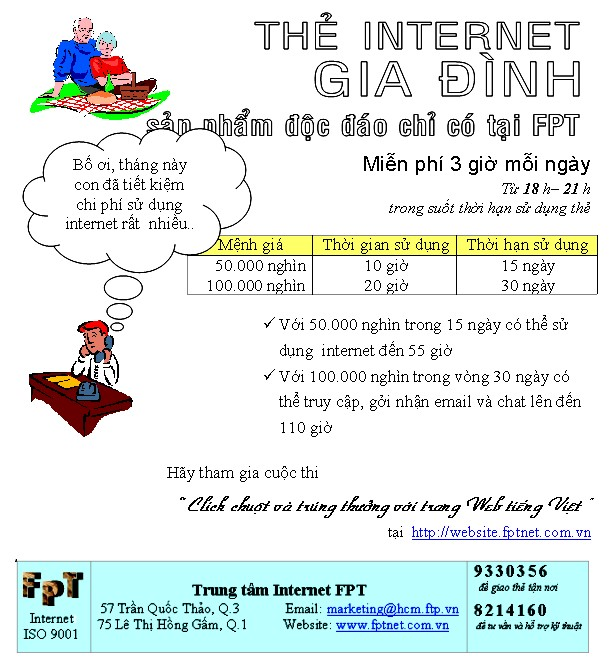 THẺ INTERNET
GIA ĐÌNH
sản phẩm độc đáo chỉ có tại FPT
Miễn phí 3 giờ mỗi ngày
Từ 18 h– 21 h
trong suốt thời hạn sử dụng thẻ
Bố ơi, tháng này
con đã tiết kiệm
chi phí sử dụng
internet rất nhiêu..
Mệnh giá Thời gian sử dụng Thời hạn sử dụng
50.000 nghìn 10 giờ 15 ngày
100.000 nghìn 20 giờ 30 ngày
✓ Với 50.000 nghìn trong 15 ngày có thể sử
dụng internet đến 55 giờ
✓ Với 100.000 nghìn trong vòng 30 ngày có
thể truy cập, gởi nhận email và chat lên đến
110 giờ
Hãy tham gia cuộc thi
" Click chuột và trúng thưởng với trang Web tiếng Việt "
tại http://website.fptnet.com.vn
FPT
Internet
ISO 9001
Trung tâm Internet FPT
57 Trần Quốc Thảo, Q.3 Email: marketing@hcm.ftp.vn
75 Lê Thị Hồng Gấm, Q.1 Website: www.fptnet.com.vn
9330356
để giao thẻ tận nơi
8214160
để tư vấn và hỗ trợ kỹ thuật